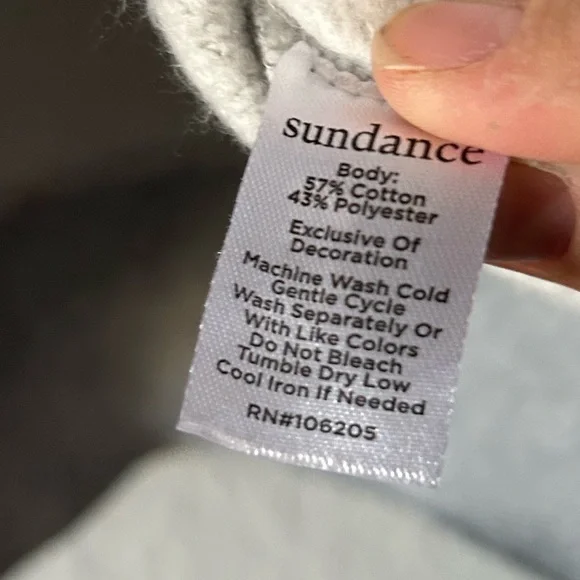 sundance
Body:
57% Cotton
43% Polyester
Exclusive Of
Decoration
Machine Wash Cold
Gentle Cycle
Wash Separately Or
With Like Colors
Do Not Bleach
Tumble Dry Low
Cool Iron If Needed
RN#106205